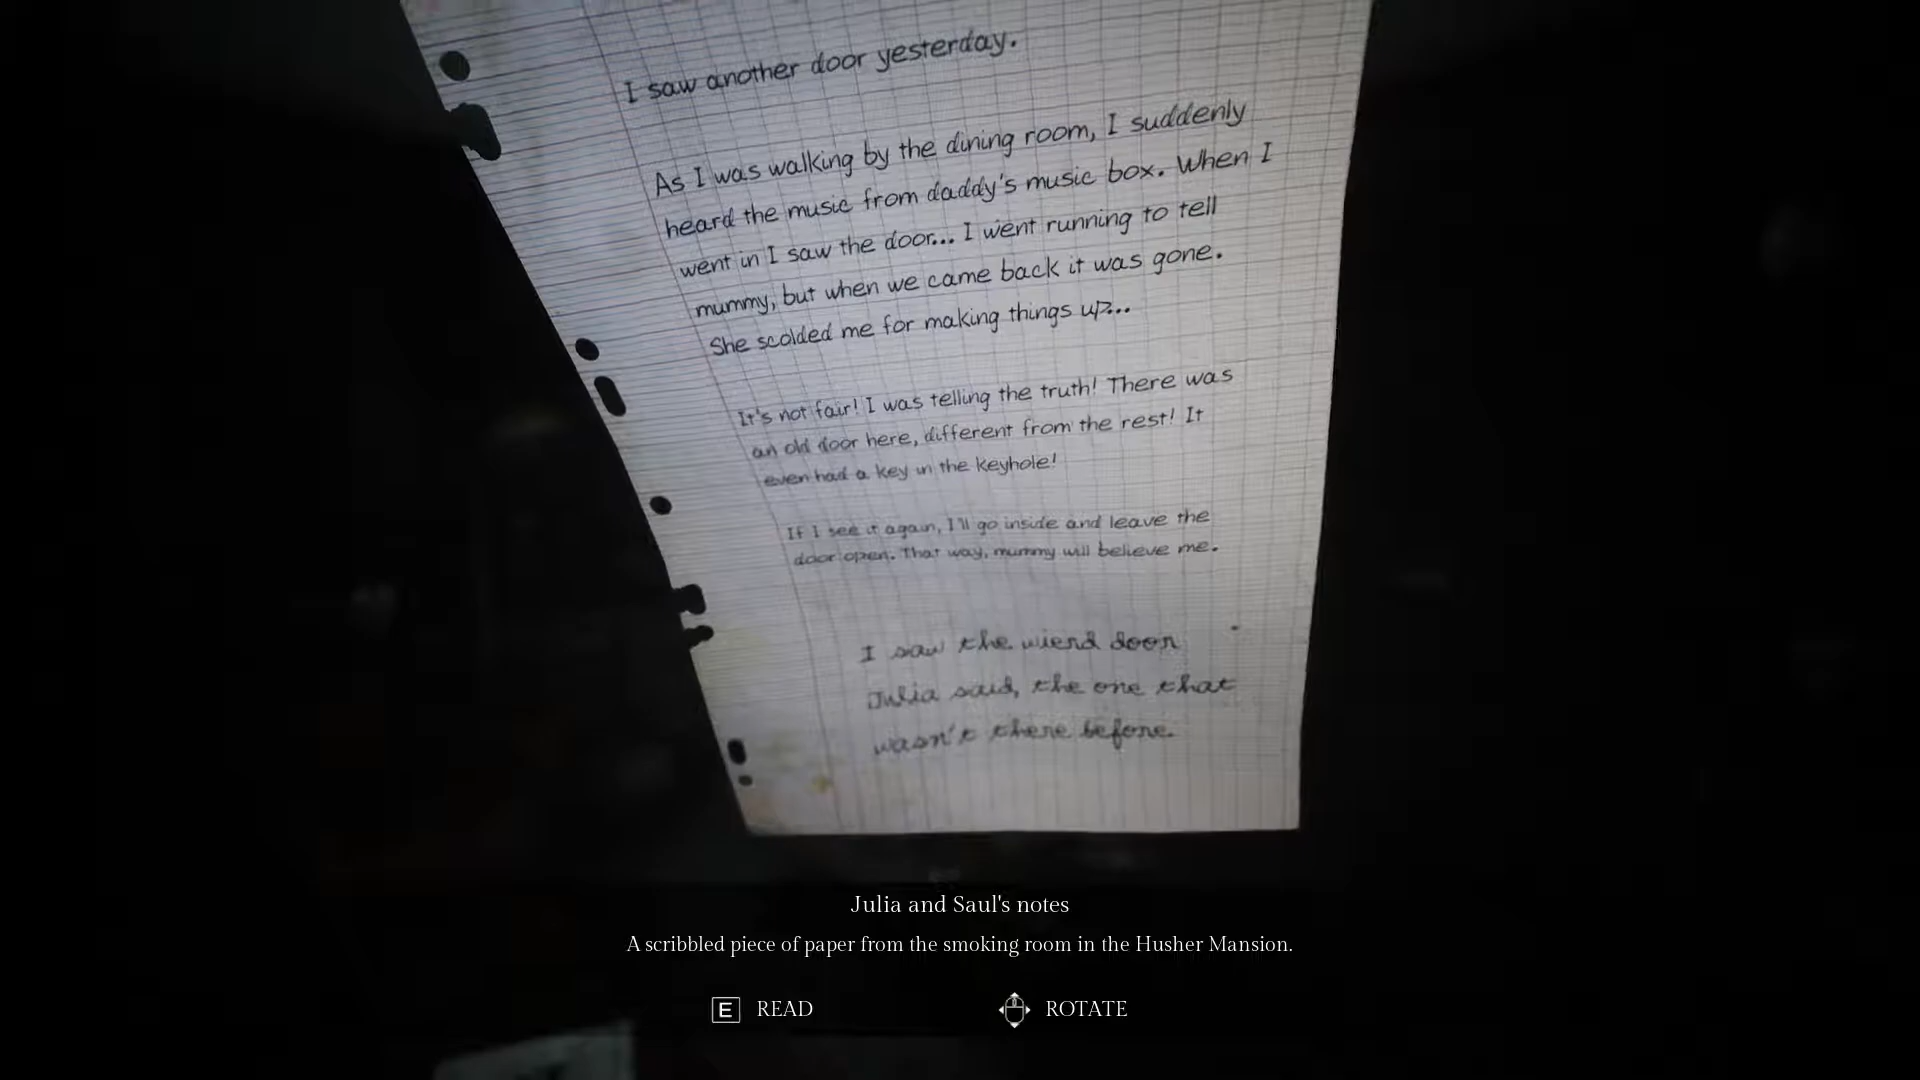 I saw another door yesterday.
As I was walking by the dining room, I suddenly
heard the music from daddy's music box. When I
went in I saw the door... I went running to tell
mummy, but when we came back it was gone.
She scolded me for making things up...
It's not fair! I was telling the truth! There was
an old door here, different from the rest! It
even had a key in the keyhole!
If I see it again, I'll go inside and leave the
door open. That way, mummy will believe me.
I saw the wierd door
Julia said, the one that
wasn't there before.
Julia and Saul's notes
A scribbled piece of paper from the smoking room in the Husher Mansion.
E READ
ROTATE